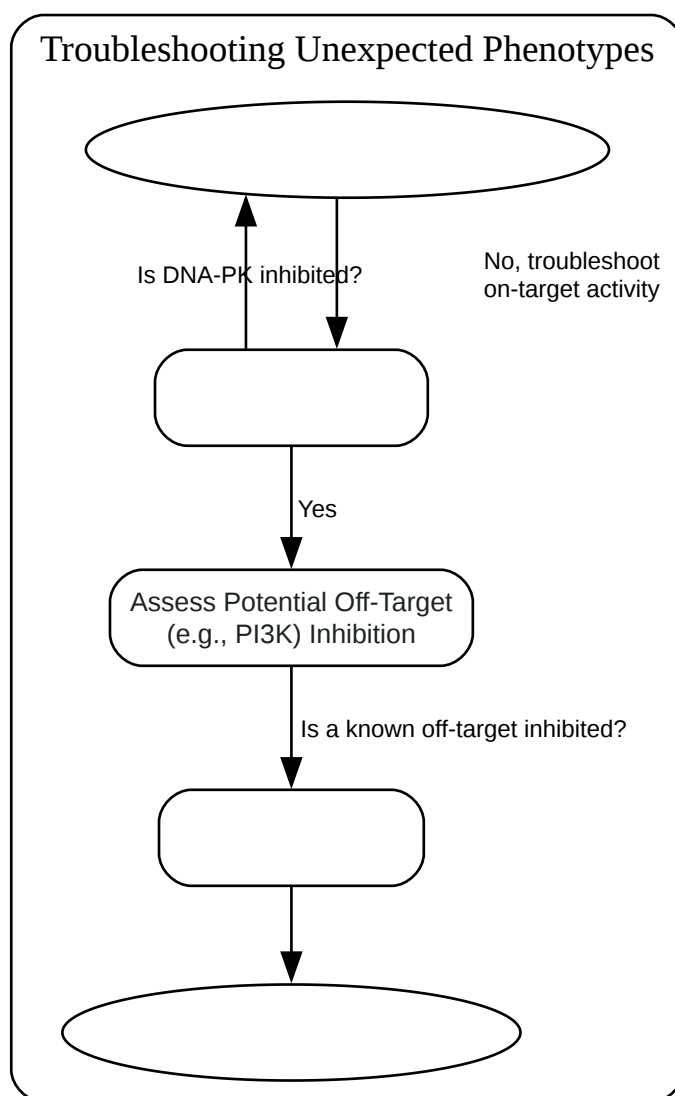 Troubleshooting Unexpected Phenotypes
Is DNA-PK inhibited?
No, troubleshoot
on-target activity
Yes
Assess Potential Off-Target
(e.g., PI3K) Inhibition
Is a known off-target inhibited?